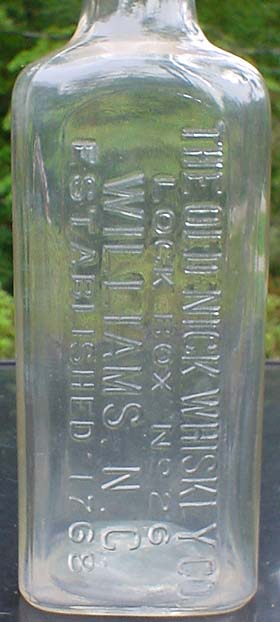 THE OLD NICK WHISKEY CO.
LOCK BOX No 26
WILLIAMS. N. C.
ESTABLISHED. 1768